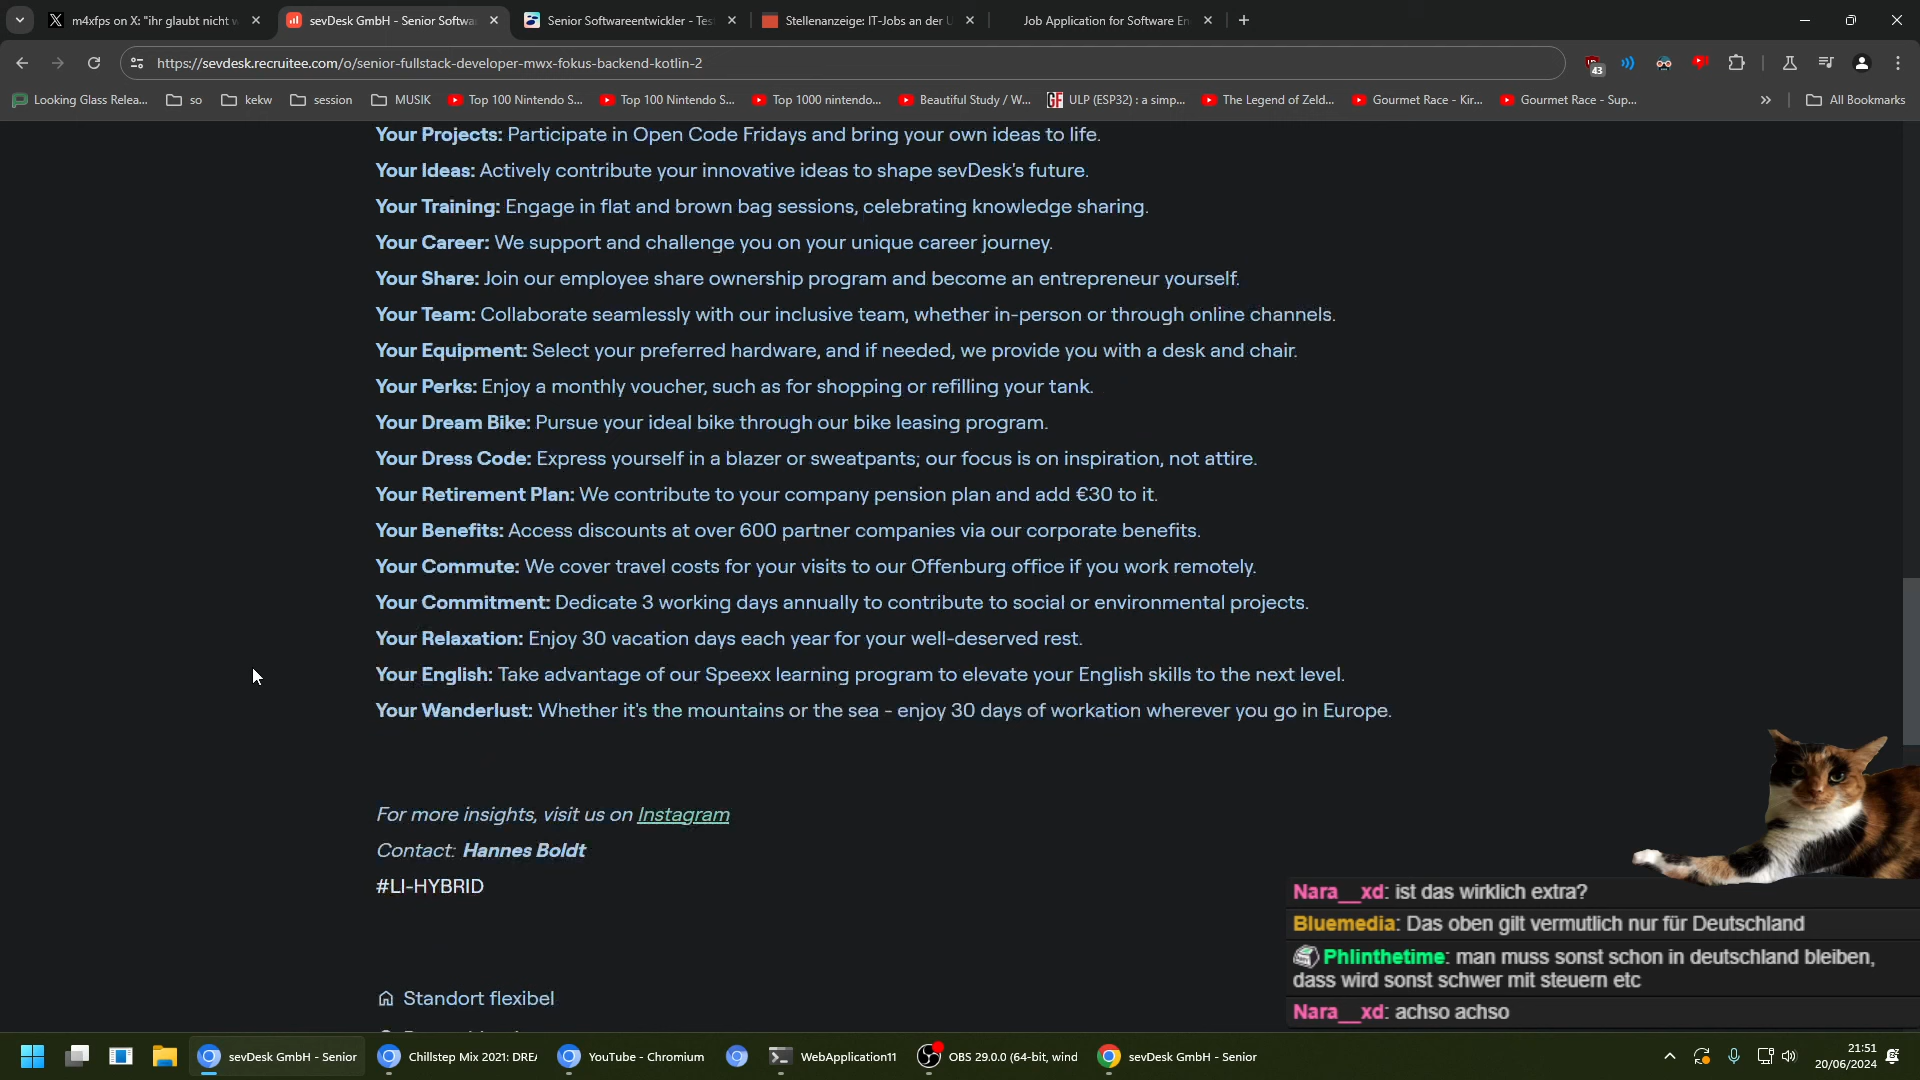 m4xfps on X: "ihr glaubt nicht w
sevDesk GmbH - Senior Softwa
Senior Softwareentwickler - Tes
Stellenanzeige: IT-Jobs an der U
Job Application for Software En
https://sevdesk.recruitee.com/o/senior-fullstack-developer-mwx-fokus-backend-kotlin-2
43
Looking Glass Relea...
so
kekw
session
MUSIK
Top 100 Nintendo S...
Top 100 Nintendo S...
Top 1000 nintendo...
Beautiful Study / W...
GF
ULP (ESP32) : a simp...
The Legend of Zeld...
Gourmet Race - Kir...
Gourmet Race - Sup...
»
All Bookmarks
Your Projects: Participate in Open Code Fridays and bring your own ideas to life.
Your Ideas: Actively contribute your innovative ideas to shape sevDesk's future.
Your Training: Engage in flat and brown bag sessions, celebrating knowledge sharing.
Your Career: We support and challenge you on your unique career journey.
Your Share: Join our employee share ownership program and become an entrepreneur yourself.
Your Team: Collaborate seamlessly with our inclusive team, whether in-person or through online channels.
Your Equipment: Select your preferred hardware, and if needed, we provide you with a desk and chair.
Your Perks: Enjoy a monthly voucher, such as for shopping or refilling your tank.
Your Dream Bike: Pursue your ideal bike through our bike leasing program.
Your Dress Code: Express yourself in a blazer or sweatpants; our focus is on inspiration, not attire.
Your Retirement Plan: We contribute to your company pension plan and add €30 to it.
Your Benefits: Access discounts at over 600 partner companies via our corporate benefits.
Your Commute: We cover travel costs for your visits to our Offenburg office if you work remotely.
Your Commitment: Dedicate 3 working days annually to contribute to social or environmental projects.
Your Relaxation: Enjoy 30 vacation days each year for your well-deserved rest.
Your English: Take advantage of our Speexx learning program to elevate your English skills to the next level.
Your Wanderlust: Whether it's the mountains or the sea - enjoy 30 days of workation wherever you go in Europe.
For more insights, visit us on Instagram
Contact: Hannes Boldt
#LI-HYBRID
Standort flexibel
Nara__xd: ist das wirklich extra?
Bluemedia: Das oben gilt vermutlich nur für Deutschland
Phlinthetime: man muss sonst schon in deutschland bleiben,
dass wird sonst schwer mit steuern etc
Nara__xd: achso achso
sevDesk GmbH - Senior
Chillstep Mix 2021: DREA
YouTube - Chromium
WebApplication11
OBS 29.0.0 (64-bit, wind
sevDesk GmbH - Senior
21:51
20/06/2024